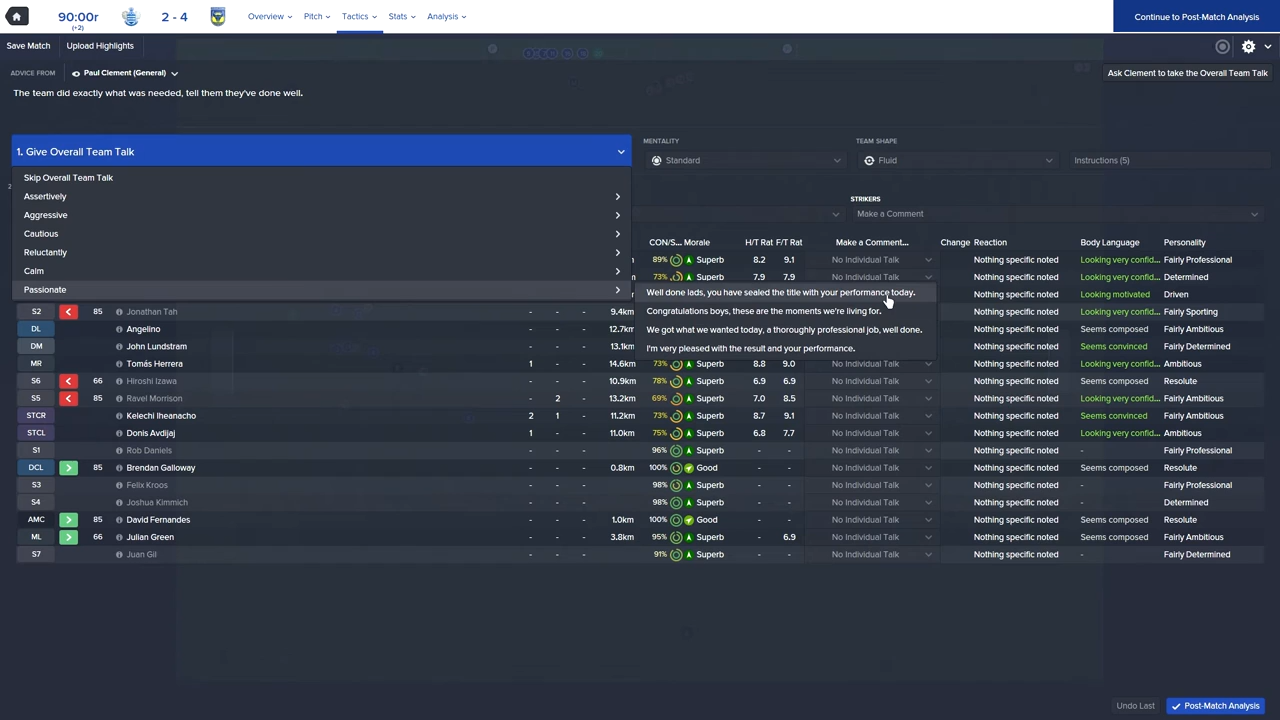 90:00r
(+2)
2 - 4
Overview
Pitch
Tactics
Stats
Analysis
Continue to Post-Match Analysis
Save Match
Upload Highlights
ADVICE FROM
Paul Clement (General)
Ask Clement to take the Overall Team Talk
The team did exactly what was needed, tell them they've done well.
1. Give Overall Team Talk
MENTALITY
Standard
TEAM SHAPE
Fluid
Instructions (5)
Skip Overall Team Talk
Assertively
Aggressive
Cautious
Reluctantly
Calm
Passionate
2
STRIKERS
Make a Comment
CON/S... Morale H/T Rat F/T Rat Make a Comment... Change Reaction Body Language Personality
89% Superb 8.2 9.1 No Individual Talk Nothing specific noted Looking very confid... Fairly Professional
73% Superb 7.9 7.9 No Individual Talk Nothing specific noted Looking very confid... Determined
Nothing specific noted Looking motivated Driven
Well done lads, you have sealed the title with your performance today.
Congratulations boys, these are the moments we're living for.
We got what we wanted today, a thoroughly professional job, well done.
I'm very pleased with the result and your performance.
S2 85 Jonathan Tah 9.4km Nothing specific noted Looking very confid... Fairly Sporting
DL Angelino 12.7km Nothing specific noted Seems composed Fairly Ambitious
DM John Lundstram 13.1km Nothing specific noted Looking very confid... Fairly Determined
MR Tomás Herrera 1 - 14.6km 73% Superb 8.8 9.0 No Individual Talk Nothing specific noted Looking very confid... Ambitious
S6 66 Hiroshi Izawa - - 10.9km 78% Superb 6.9 6.9 No Individual Talk Nothing specific noted Seems composed Resolute
S5 85 Ravel Morrison - 2 - 13.2km 69% Superb 7.0 8.5 No Individual Talk Nothing specific noted Looking very confid... Fairly Ambitious
STCR Kelechi Iheanacho 2 1 - 11.2km 73% Superb 8.7 9.1 No Individual Talk Nothing specific noted Seems convinced Fairly Ambitious
STCL Donis Avdijaj 1 - - 11.0km 75% Superb 6.8 7.7 No Individual Talk Nothing specific noted Looking very confid... Ambitious
S1 Rob Daniels - - - 96% Superb - - No Individual Talk Nothing specific noted - Fairly Professional
DCL 85 Brendan Galloway - - - 0.8km 100% Good - - No Individual Talk Nothing specific noted Seems composed Resolute
S3 Felix Kroos - - - 98% Superb - - No Individual Talk Nothing specific noted - Fairly Professional
S4 Joshua Kimmich - - - 98% Superb - - No Individual Talk Nothing specific noted - Determined
AMC 85 David Fernandes - - - 1.0km 100% Good - - No Individual Talk Nothing specific noted Seems composed Resolute
ML 66 Julian Green - - - 3.8km 95% Superb - 6.9 No Individual Talk Nothing specific noted Seems composed Fairly Ambitious
S7 Juan Gil - - - 91% Superb - - No Individual Talk Nothing specific noted - Fairly Determined
Undo Last
Post-Match Analysis